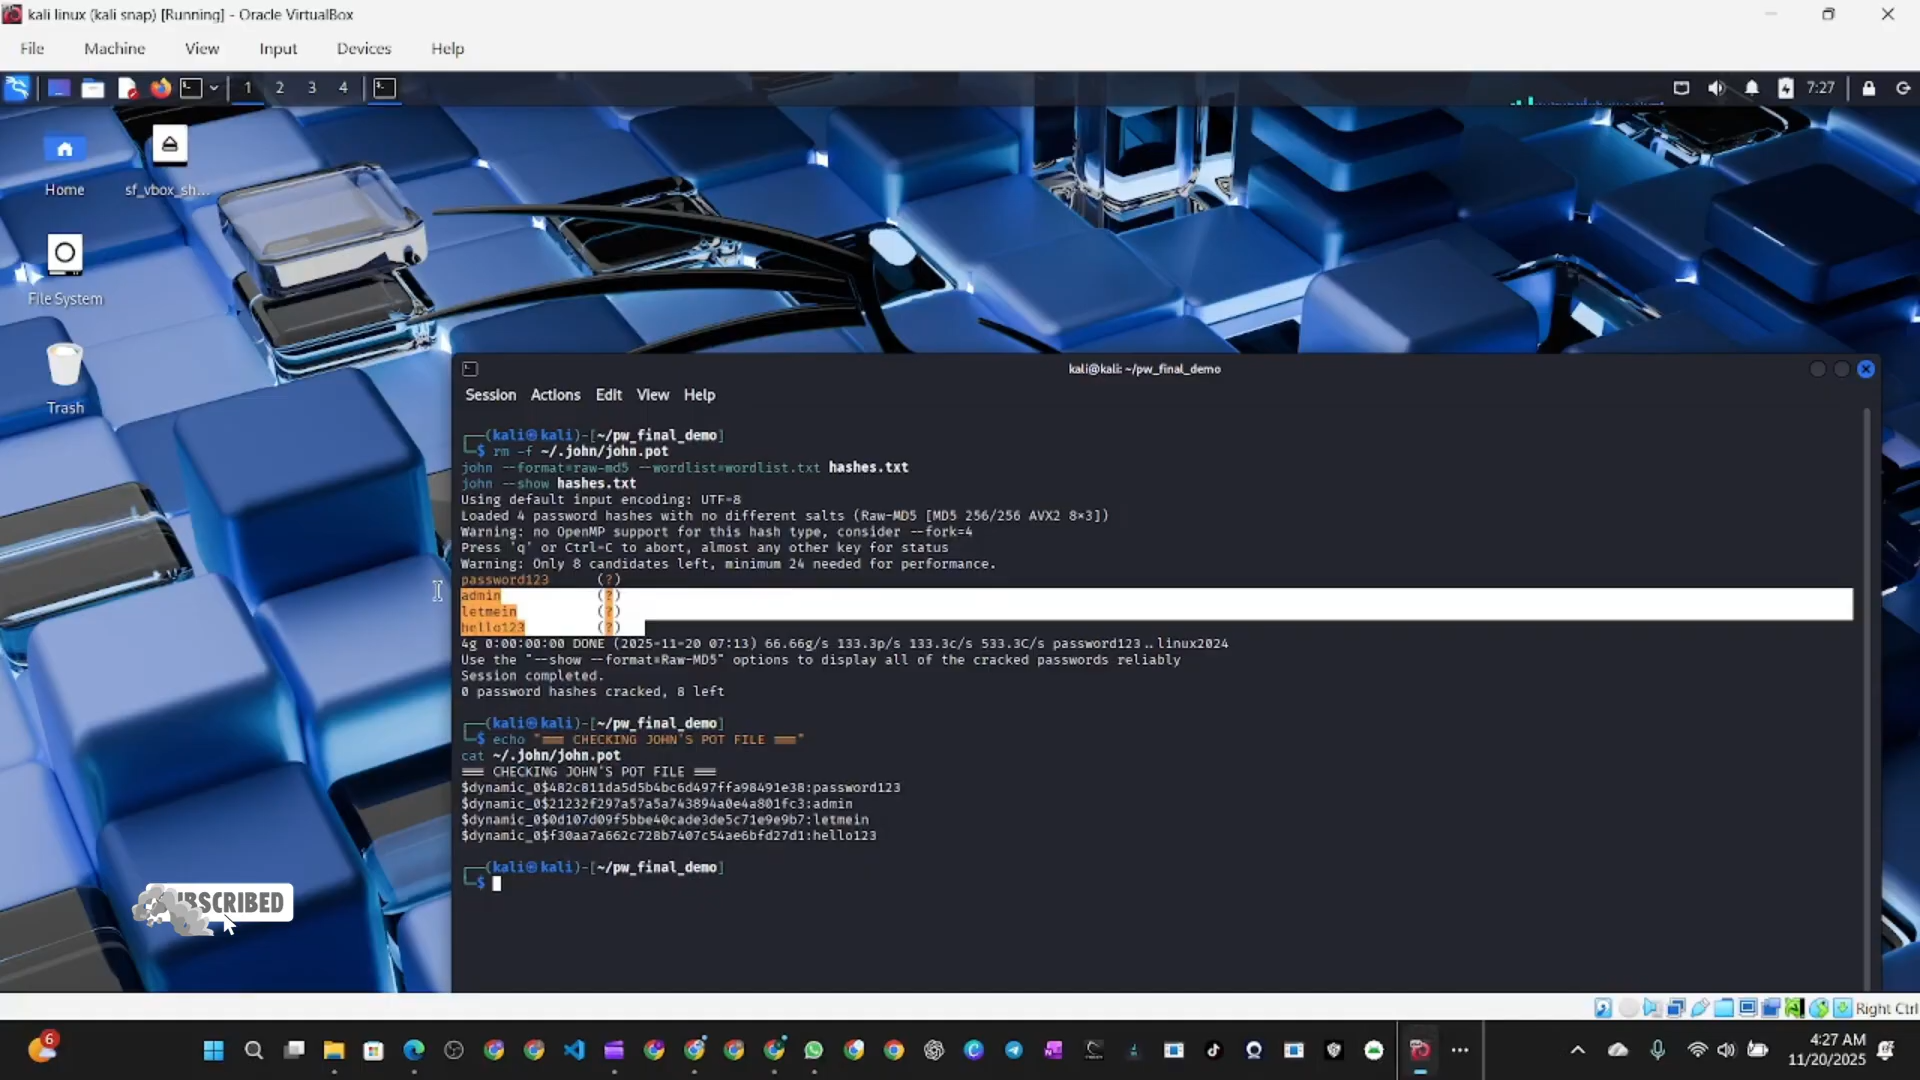 kali linux (kali snap) [Running] - Oracle VirtualBox
File Machine View Input Devices Help
1 2 3 4
7:27
Home
sf_vbox_sh...
File System
Trash
kali@kali: ~/pw_final_demo
Session Actions Edit View Help
┌──(kali㉿kali)-[~/pw_final_demo]
└─$ rm -f ~/.john/john.pot
john --format=raw-md5 --wordlist=wordlist.txt hashes.txt
john --show hashes.txt
Using default input encoding: UTF-8
Loaded 4 password hashes with no different salts (Raw-MD5 [MD5 256/256 AVX2 8×3])
Warning: no OpenMP support for this hash type, consider --fork=4
Press 'q' or Ctrl-C to abort, almost any other key for status
Warning: Only 8 candidates left, minimum 24 needed for performance.
password123 (?)
admin (?)
letmein (?)
hello123 (?)
4g 0:00:00:00 DONE (2025-11-20 07:13) 66.66g/s 133.3p/s 133.3c/s 533.3C/s password123..linux2024
Use the "--show --format=Raw-MD5" options to display all of the cracked passwords reliably
Session completed.
0 password hashes cracked, 8 left
┌──(kali㉿kali)-[~/pw_final_demo]
└─$ echo "=== CHECKING JOHN'S POT FILE ==="
cat ~/.john/john.pot
=== CHECKING JOHN'S POT FILE ===
$dynamic_0$482c811da5d5b4bc6d497ffa98491e38:password123
$dynamic_0$21232f297a57a5a743894a0e4a801fc3:admin
$dynamic_0$0d107d09f5bbe40cade3de5c71e9e9b7:letmein
$dynamic_0$f30aa7a662c728b7407c54ae6bfd27d1:hello123
┌──(kali㉿kali)-[~/pw_final_demo]
└─$
Right Ctrl
6
4:27 AM
11/20/2025